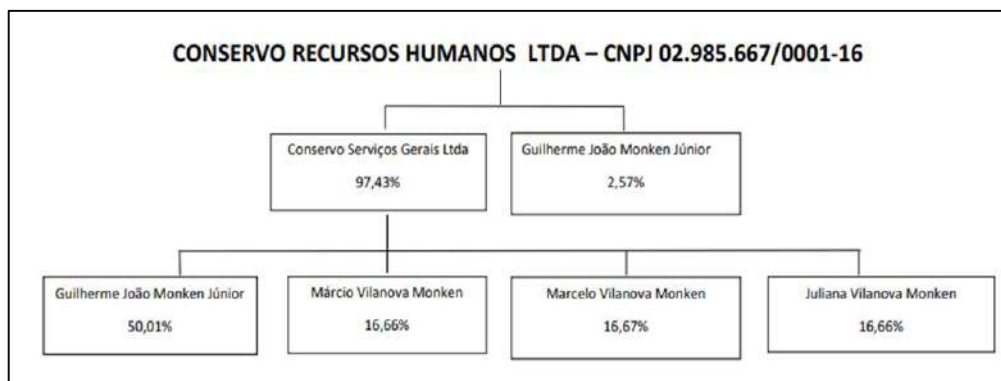 CONSERVO RECURSOS HUMANOS LTDA – CNPJ 02.985.667/0001-16
Conservo Serviços Gerais Ltda
97,43%
Guilherme João Monken Júnior
2,57%
Guilherme João Monken Júnior
50,01%
Márcio Vilanova Monken
16,66%
Marcelo Vilanova Monken
16,67%
Juliana Vilanova Monken
16,66%